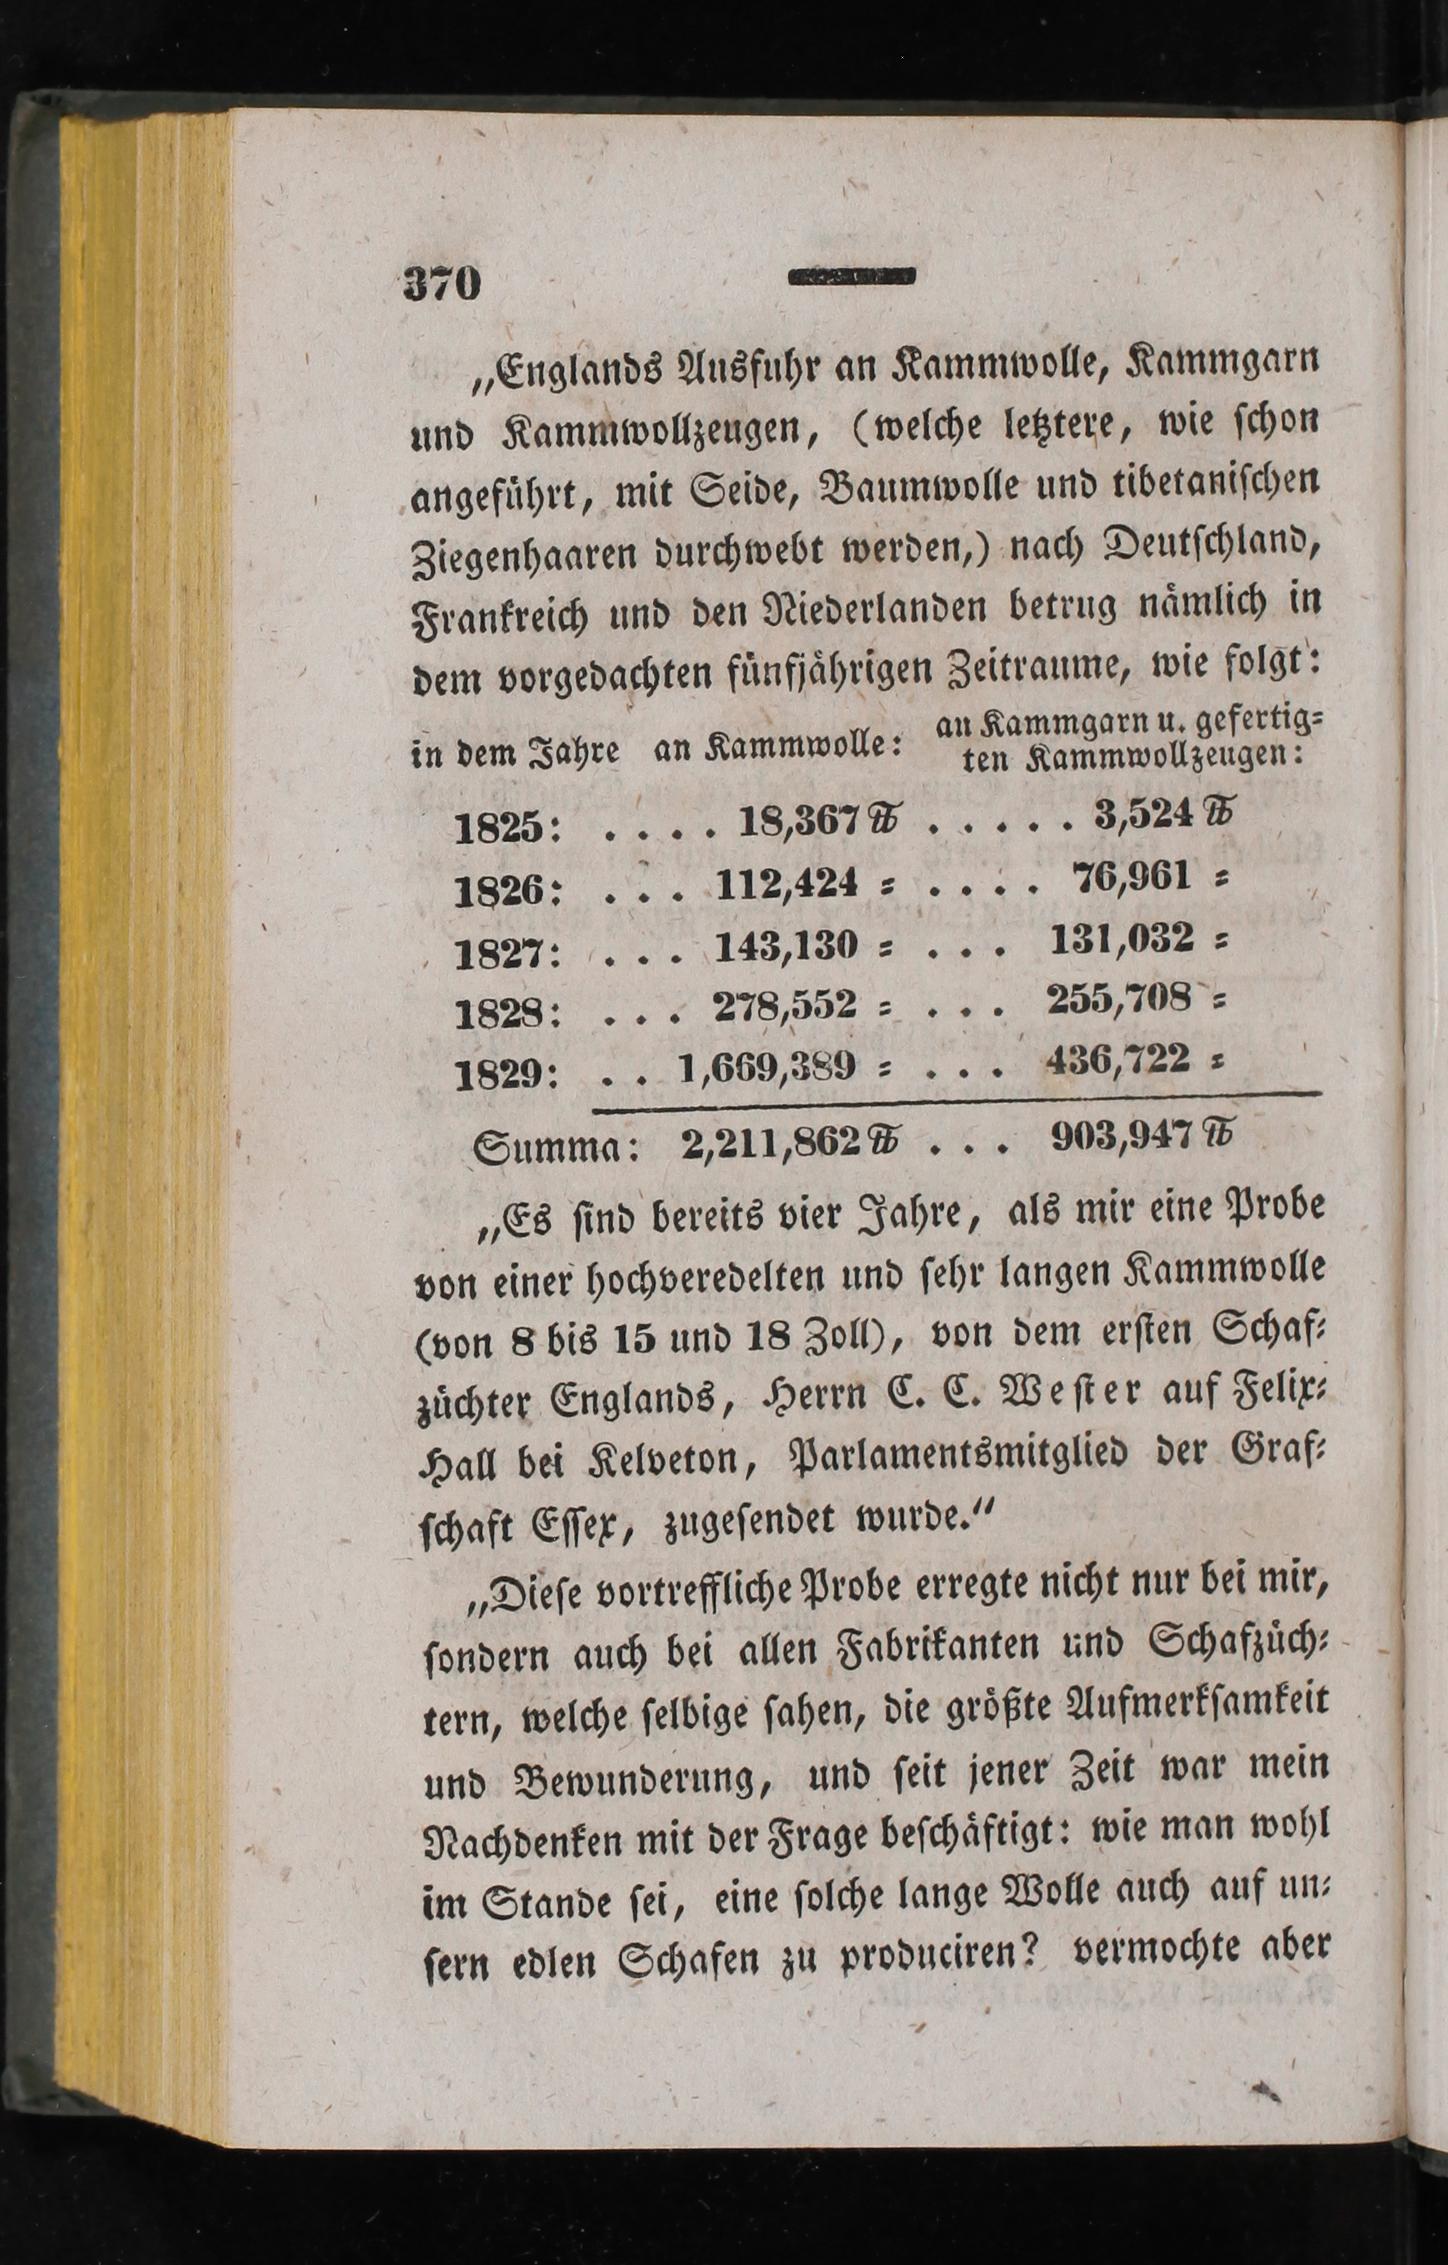 370
„Englands Ausfuhr an Kammwolle, Kammgarn
und Kammwollzeugen, (welche letztere, wie schon
angeführt, mit Seide, Baumwolle und tibetanischen
Ziegenhaaren durchwebt werden,) nach Deutschland,
Frankreich und den Niederlanden betrug nämlich in
dem vorgedachten fünfjährigen Zeitraume, wie folgt:
in dem Jahre an Kammwolle: an Kammgarn u. gefertig-
ten Kammwollzeugen:
1825: .... 18,367 ℔ ..... 3,524 ℔
1826: ... 112,424 = .... 76,961 =
1827: ... 143,130 = ... 131,032 =
1828: ... 278,552 = ... 255,708 =
1829: .. 1,669,389 = ... 436,722 =
Summa: 2,211,862 ℔ ... 903,947 ℔
„Es sind bereits vier Jahre, als mir eine Probe
von einer hochveredelten und sehr langen Kammwolle
(von 8 bis 15 und 18 Zoll), von dem ersten Schaf-
züchter Englands, Herrn C. C. Wester auf Felix-
Hall bei Kelveton, Parlamentsmitglied der Graf-
schaft Essex, zugesendet wurde.“
„Diese vortreffliche Probe erregte nicht nur bei mir,
sondern auch bei allen Fabrikanten und Schafzüch-
tern, welche selbige sahen, die größte Aufmerksamkeit
und Bewunderung, und seit jener Zeit war mein
Nachdenken mit der Frage beschäftigt: wie man wohl
im Stande sei, eine solche lange Wolle auch auf un-
sern edlen Schafen zu produciren? vermochte aber